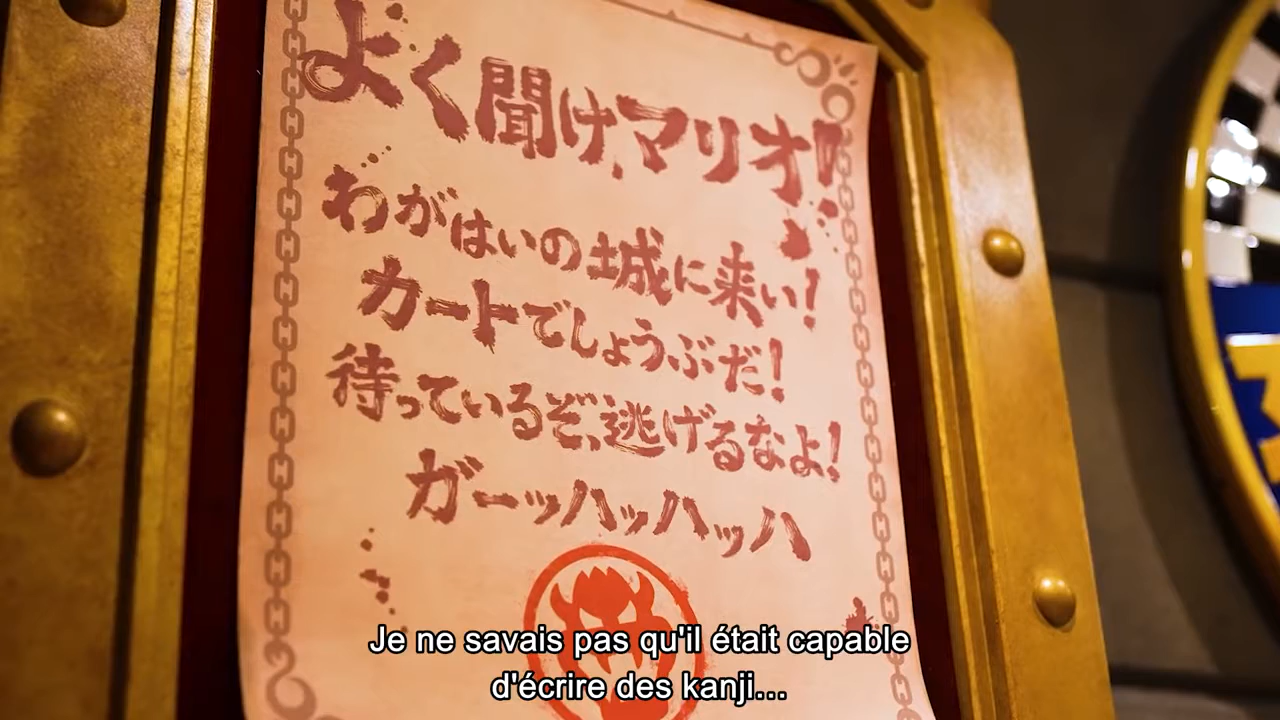 よく聞けマリオ!!
わがはいの城に来い!
カートでしょうぶだ!
待っているぞ、逃げるなよ!
ガーッハッハッハ
Je ne savais pas qu'il était capable
d'écrire des kanji...